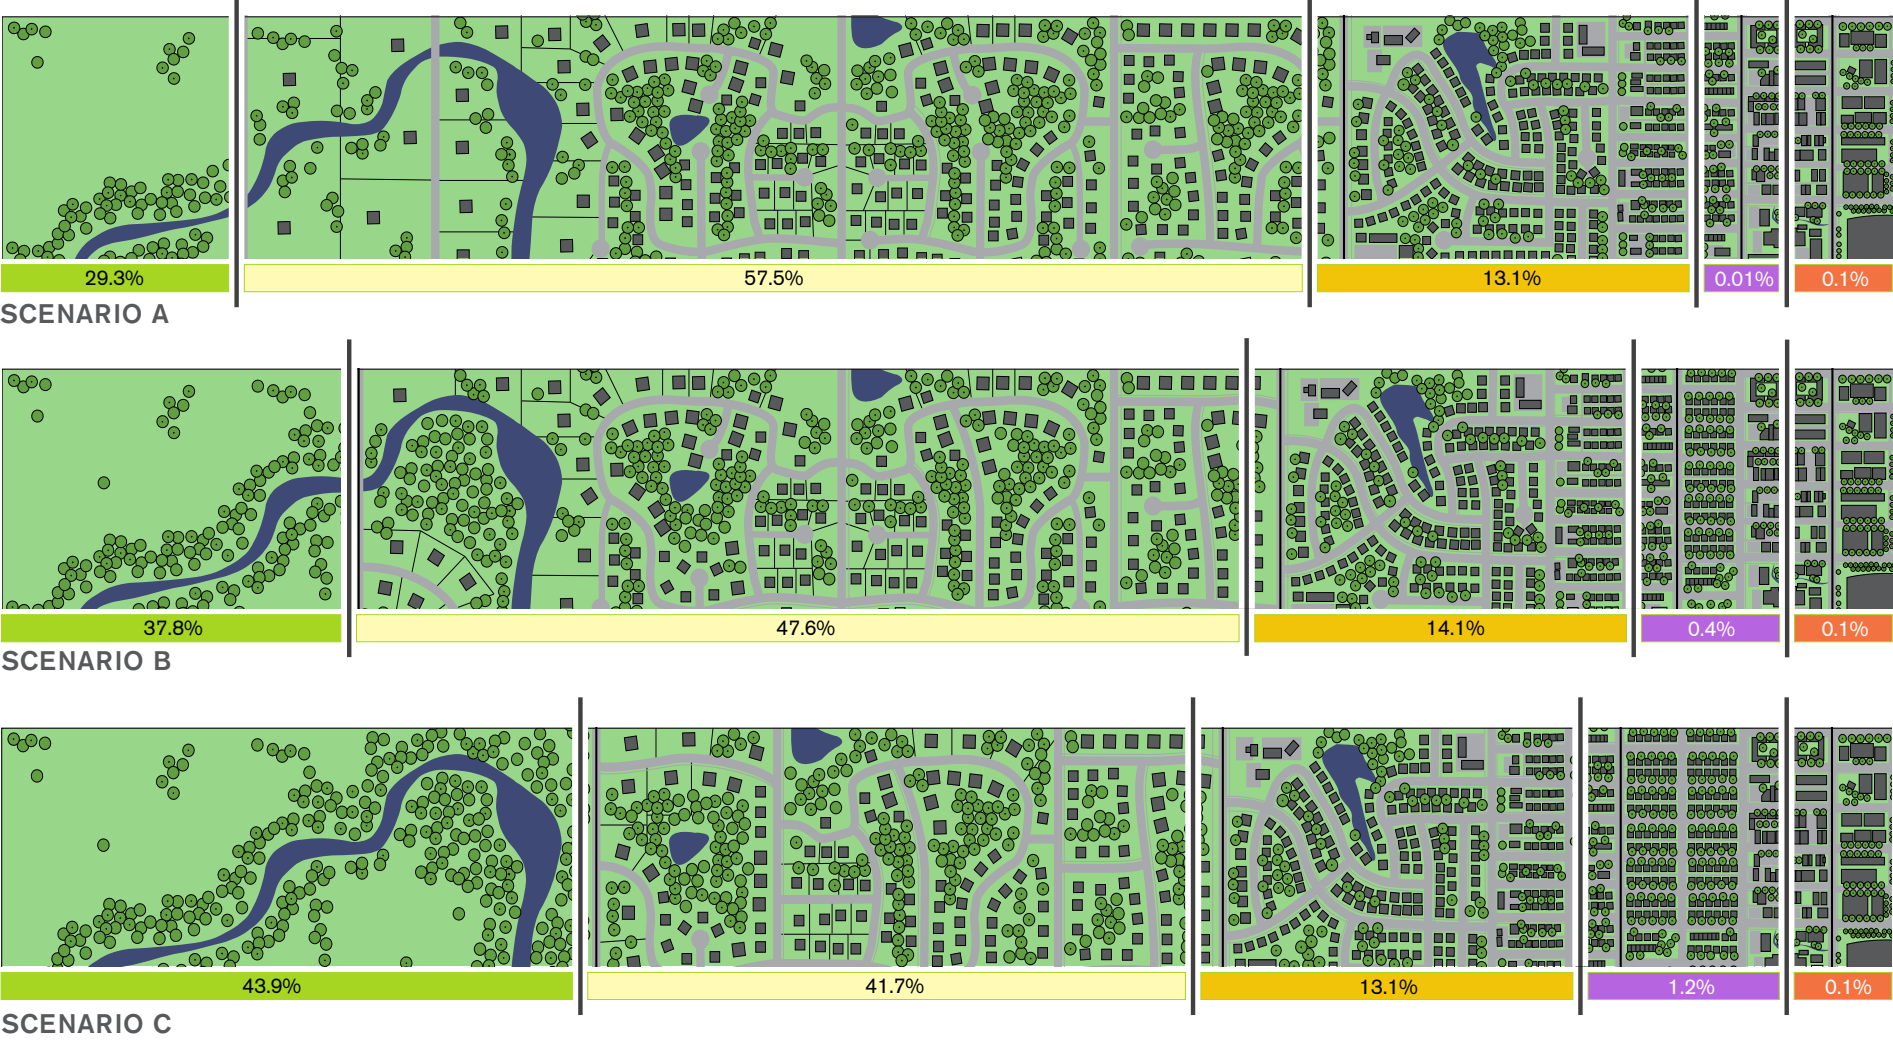 29.3% 57.5% 13.1% 0.01% 0.1%
SCENARIO A
37.8% 47.6% 14.1% 0.4% 0.1%
SCENARIO B
43.9% 41.7% 13.1% 1.2% 0.1%
SCENARIO C